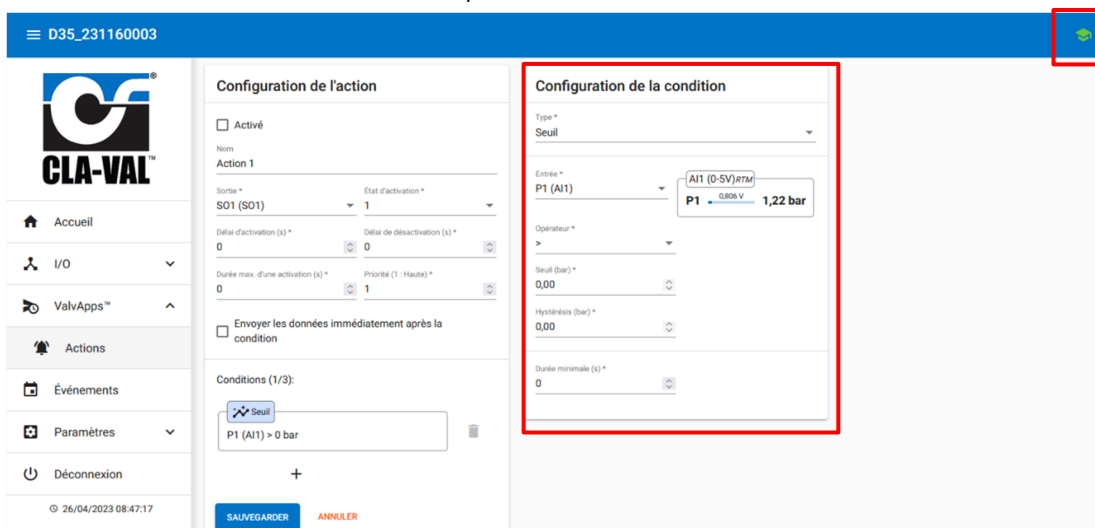 D35_231160003
CLA-VAL™
Accueil
I/O
ValvApps™
Actions
Événements
Paramètres
Déconnexion
26/04/2023 08:47:17
Configuration de l'action
Activé
Nom
Action 1
Sortie * État d'activation *
SO1 (SO1) 1
Délai d'activation (s) * Délai de désactivation (s) *
0 0
Durée max. d'une activation (s) * Priorité (1 : Haute) *
0 1
Envoyer les données immédiatement après la
condition
Conditions (1/3):
Seuil
P1 (AI1) > 0 bar
+
SAUVEGARDER ANNULER
Configuration de la condition
Type *
Seuil
Entrée *
P1 (AI1)
AI1 (0-5V)RTM
P1 0,806 V 1,22 bar
Opérateur *
>
Seuil (bar) *
0,00
Hystérésis (bar) *
0,00
Durée minimale (s) *
0